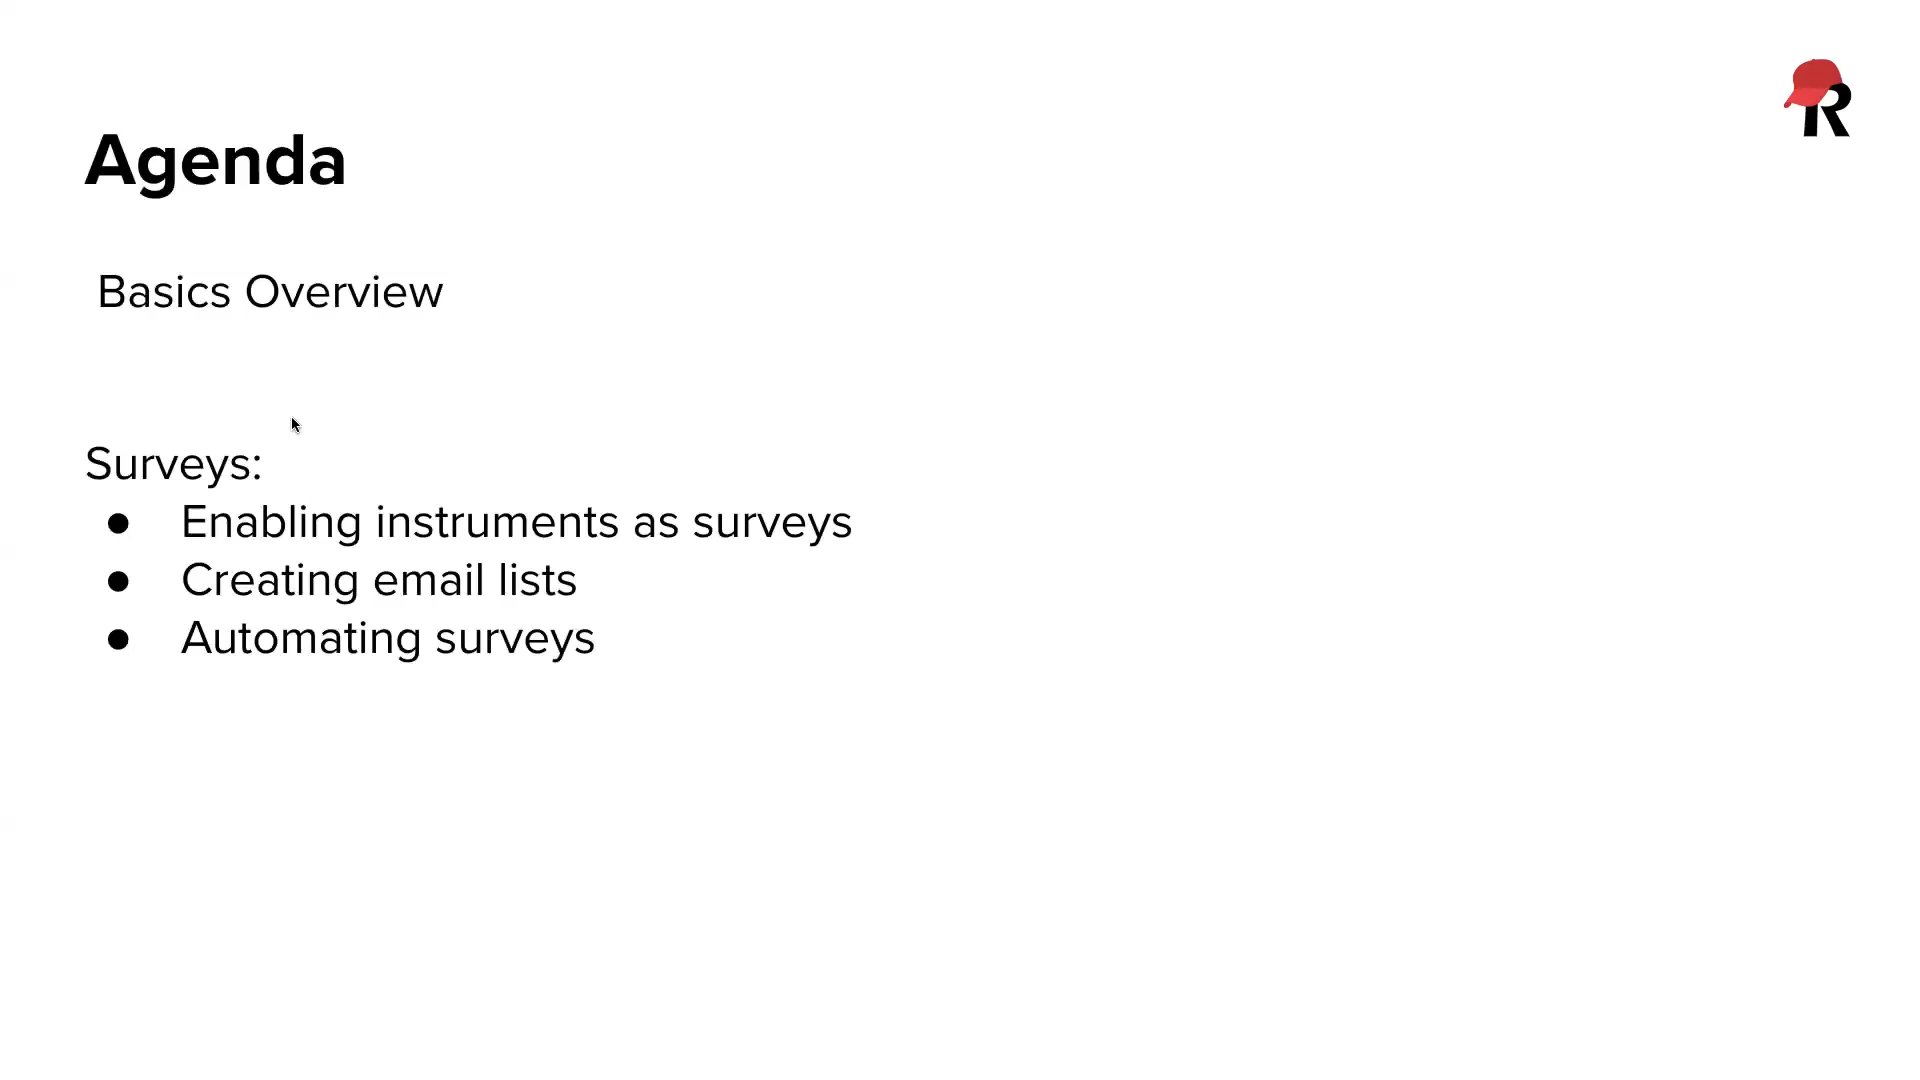 R
Agenda
Basics Overview
Surveys:
● Enabling instruments as surveys
● Creating email lists
● Automating surveys